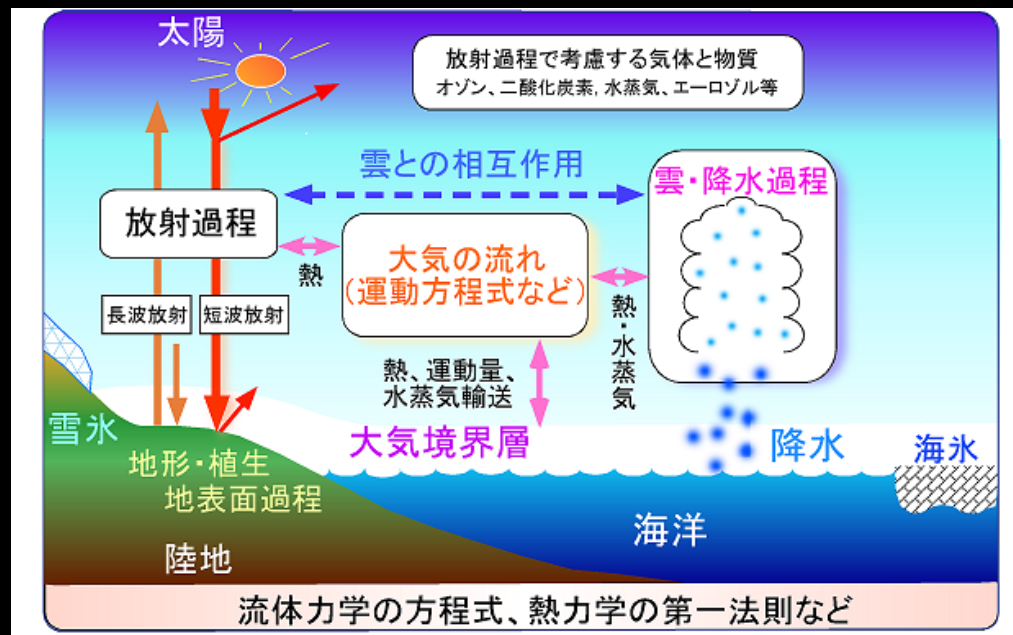 太陽
放射過程で考慮する気体と物質
オゾン、二酸化炭素, 水蒸気、エーロゾル等
雲との相互作用
雲・降水過程
放射過程
熱
大気の流れ
(運動方程式など)
熱・水蒸気
長波放射
短波放射
熱、運動量、
水蒸気輸送
大気境界層
雪氷
降水
海氷
地形・植生
地表面過程
海洋
陸地
流体力学の方程式、熱力学の第一法則など